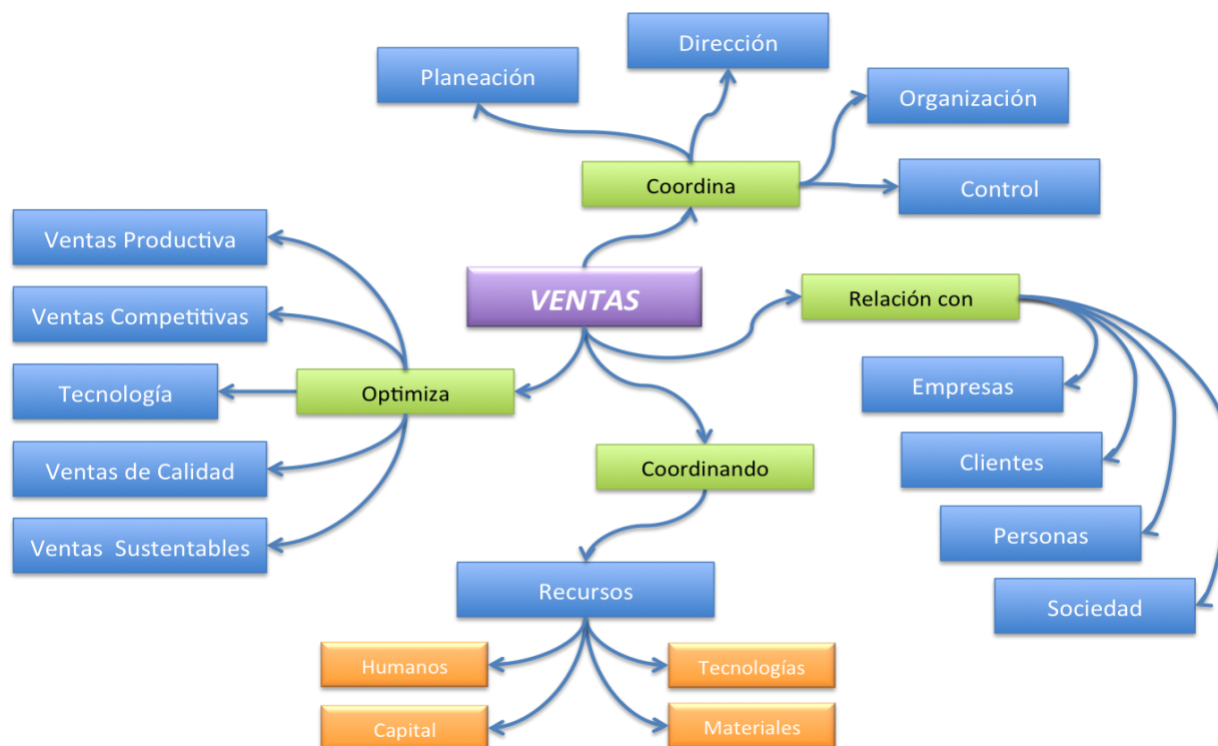 Dirección
Planeación
Organización
Coordina
Control
Ventas Productiva
VENTAS
Relación con
Ventas Competitivas
Tecnología
Optimiza
Empresas
Ventas de Calidad
Coordinando
Clientes
Ventas  Sustentables
Personas
Recursos
Sociedad
Humanos
Tecnologías
Capital
Materiales